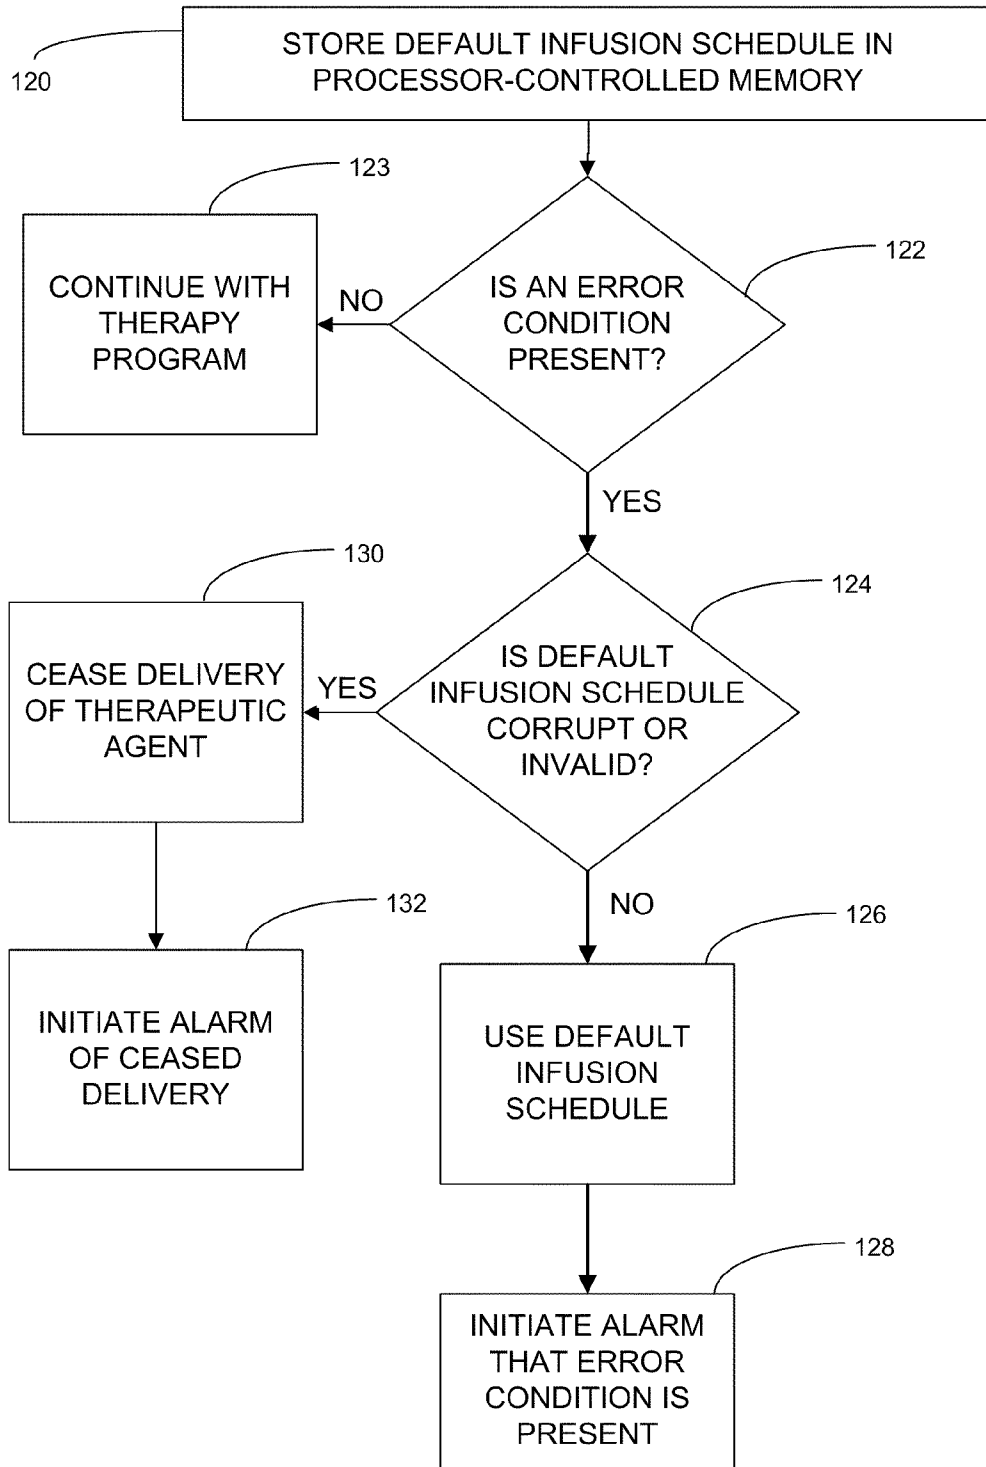 STORE DEFAULT INFUSION SCHEDULE IN
PROCESSOR-CONTROLLED MEMORY
120
123
CONTINUE WITH
THERAPY
PROGRAM
NO
IS AN ERROR
CONDITION
PRESENT?
122
YES
130
CEASE DELIVERY
OF THERAPEUTIC
AGENT
YES
IS DEFAULT
INFUSION SCHEDULE
CORRUPT OR
INVALID?
124
132
INITIATE ALARM
OF CEASED
DELIVERY
NO
126
USE DEFAULT
INFUSION
SCHEDULE
128
INITIATE ALARM
THAT ERROR
CONDITION IS
PRESENT